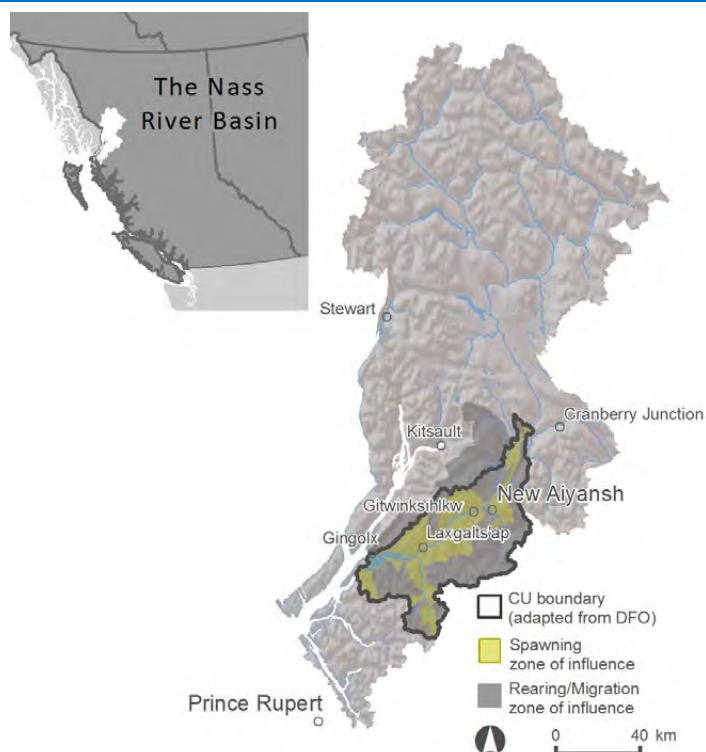 The Nass
River Basin
Stewart
Cranberry Junction
Kitsault
New Aiyansh
Gitwinksihlkw
Laxgalts'ap
Gingolx
CU boundary
(adapted from DFO)
Spawning
zone of influence
Rearing/Migration
zone of influence
Prince Rupert
0 40 km